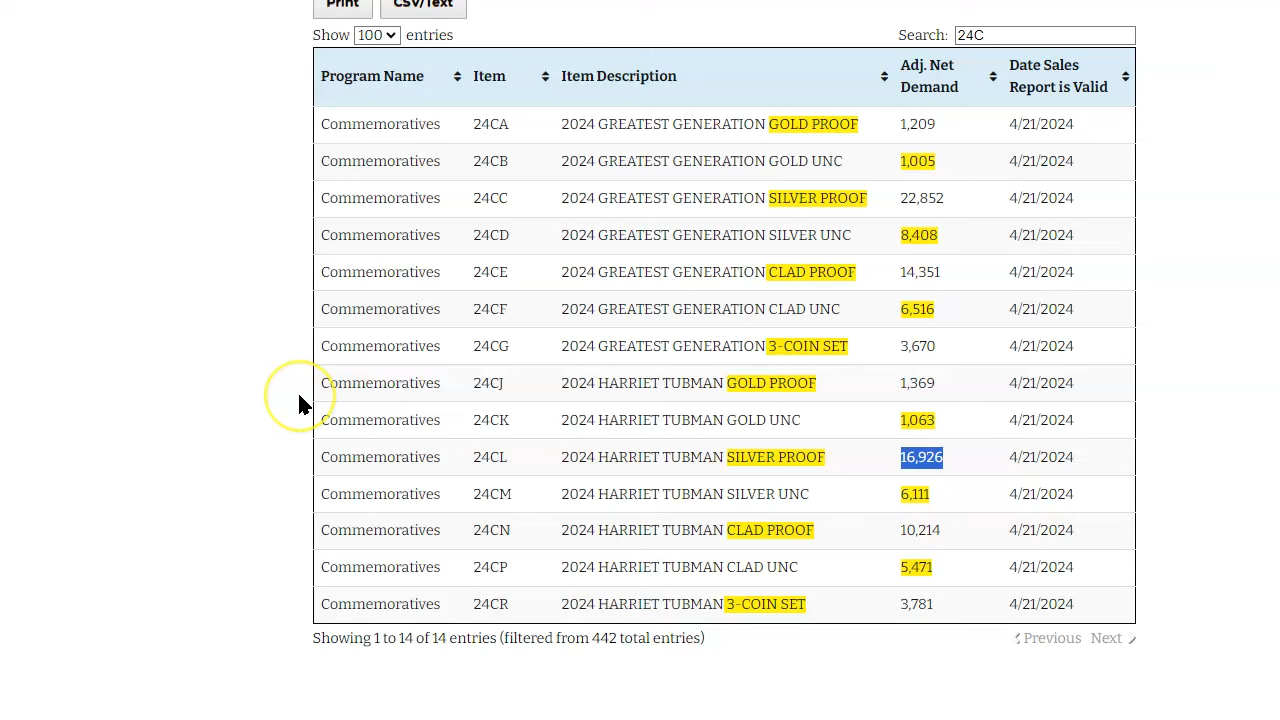 Print CSV/Text
Show 100 entries Search: 24C
Program Name Item Item Description Adj. Net Demand Date Sales Report is Valid
Commemoratives 24CA 2024 GREATEST GENERATION GOLD PROOF 1,209 4/21/2024
Commemoratives 24CB 2024 GREATEST GENERATION GOLD UNC 1,005 4/21/2024
Commemoratives 24CC 2024 GREATEST GENERATION SILVER PROOF 22,852 4/21/2024
Commemoratives 24CD 2024 GREATEST GENERATION SILVER UNC 8,408 4/21/2024
Commemoratives 24CE 2024 GREATEST GENERATION CLAD PROOF 14,351 4/21/2024
Commemoratives 24CF 2024 GREATEST GENERATION CLAD UNC 6,516 4/21/2024
Commemoratives 24CG 2024 GREATEST GENERATION 3-COIN SET 3,670 4/21/2024
Commemoratives 24CJ 2024 HARRIET TUBMAN GOLD PROOF 1,369 4/21/2024
Commemoratives 24CK 2024 HARRIET TUBMAN GOLD UNC 1,063 4/21/2024
Commemoratives 24CL 2024 HARRIET TUBMAN SILVER PROOF 16,926 4/21/2024
Commemoratives 24CM 2024 HARRIET TUBMAN SILVER UNC 6,111 4/21/2024
Commemoratives 24CN 2024 HARRIET TUBMAN CLAD PROOF 10,214 4/21/2024
Commemoratives 24CP 2024 HARRIET TUBMAN CLAD UNC 5,471 4/21/2024
Commemoratives 24CR 2024 HARRIET TUBMAN 3-COIN SET 3,781 4/21/2024
Showing 1 to 14 of 14 entries (filtered from 442 total entries) Previous Next